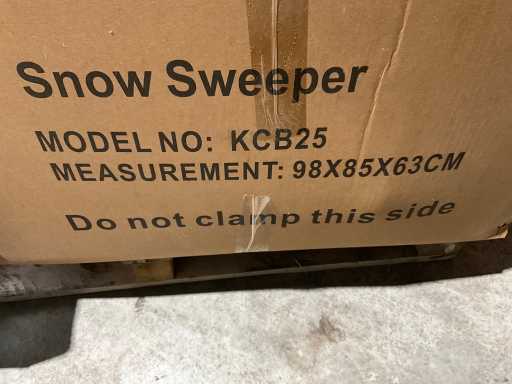 Snow Sweeper
MODEL NO: KCB25
MEASUREMENT: 98X85X63CM
Do not clamp this side